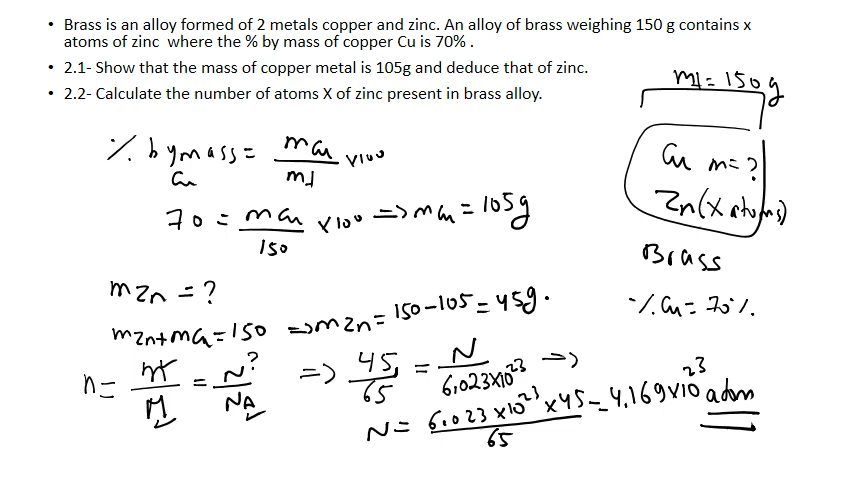 • Brass is an alloy formed of 2 metals copper and zinc. An alloy of brass weighing 150 g contains x
atoms of zinc where the % by mass of copper Cu is 70% .
• 2.1- Show that the mass of copper metal is 105g and deduce that of zinc.
• 2.2- Calculate the number of atoms X of zinc present in brass alloy.
mt = 150g
% by mass Cu = mCu/mt x100
Cu m=?
Zn(X atoms)
70 = mCu/150 x100 => mCu = 105g
Brass
mZn = ?
% Cu = 70%.
mZn+mCu=150 => mZn= 150-105 = 45g.
n = m/M = N?/NA => 45/65 = N/6,023x10^23 =>
N = 6.023 x10^23 x45/65 = 4,169x10^23 atom